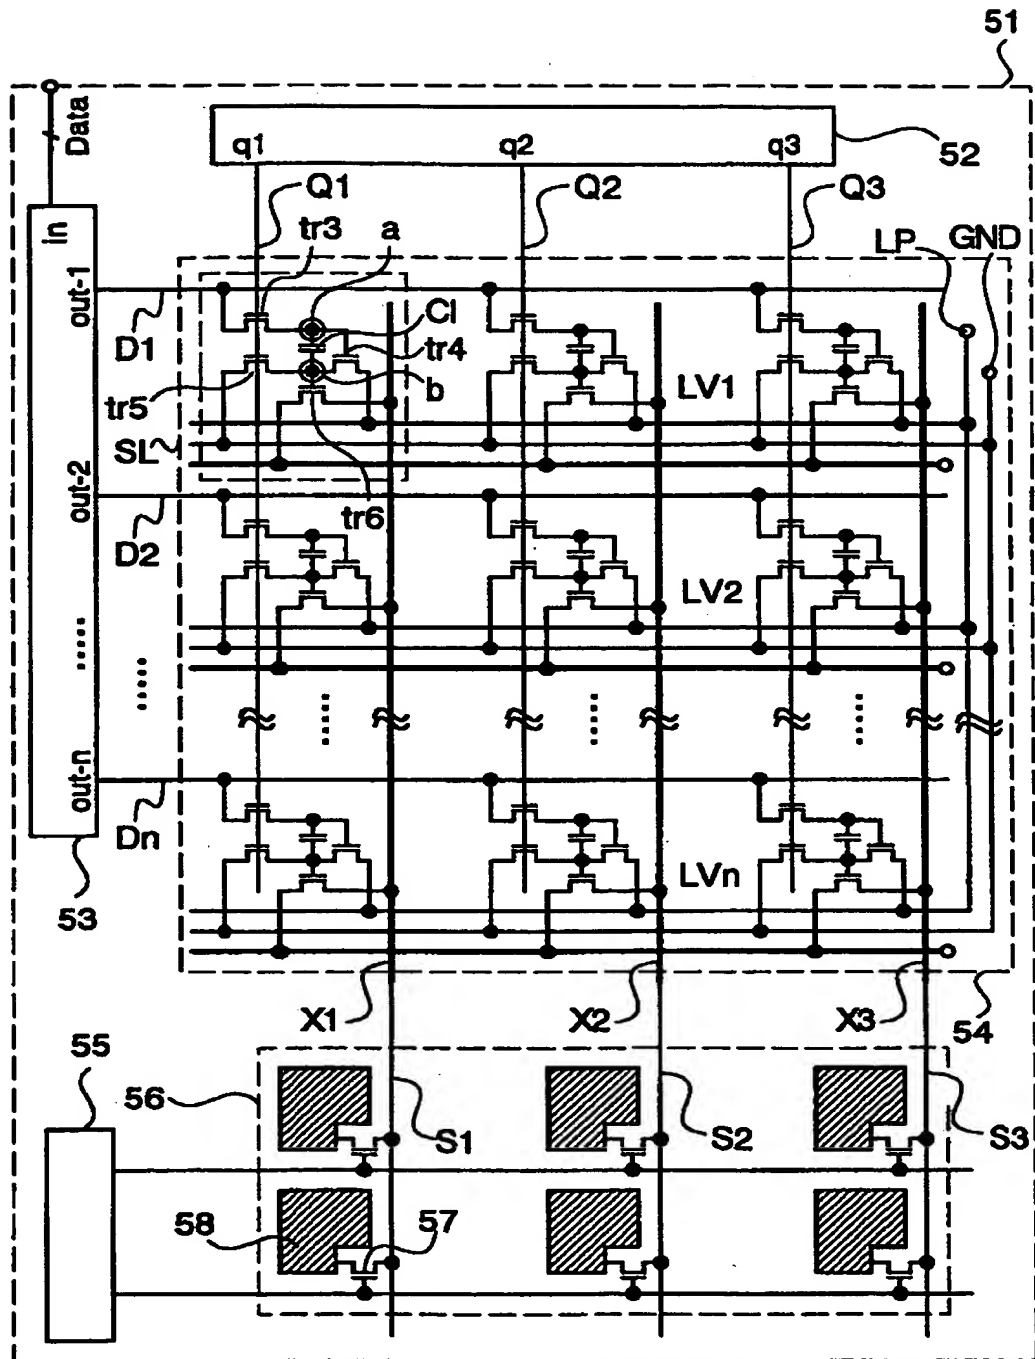 51
Data
q1 q2 q3
52
Q1 Q2 Q3
in
tr3 a
LP GND
out-1
D1
Cl
tr4
tr5
b
LV1
SL
out-2
tr6
D2
LV2
.....
.....
..... ..... .....
out-n
Dn
LVn
53
X1 X2 X3
54
55
56
S1 S2 S3
58
57